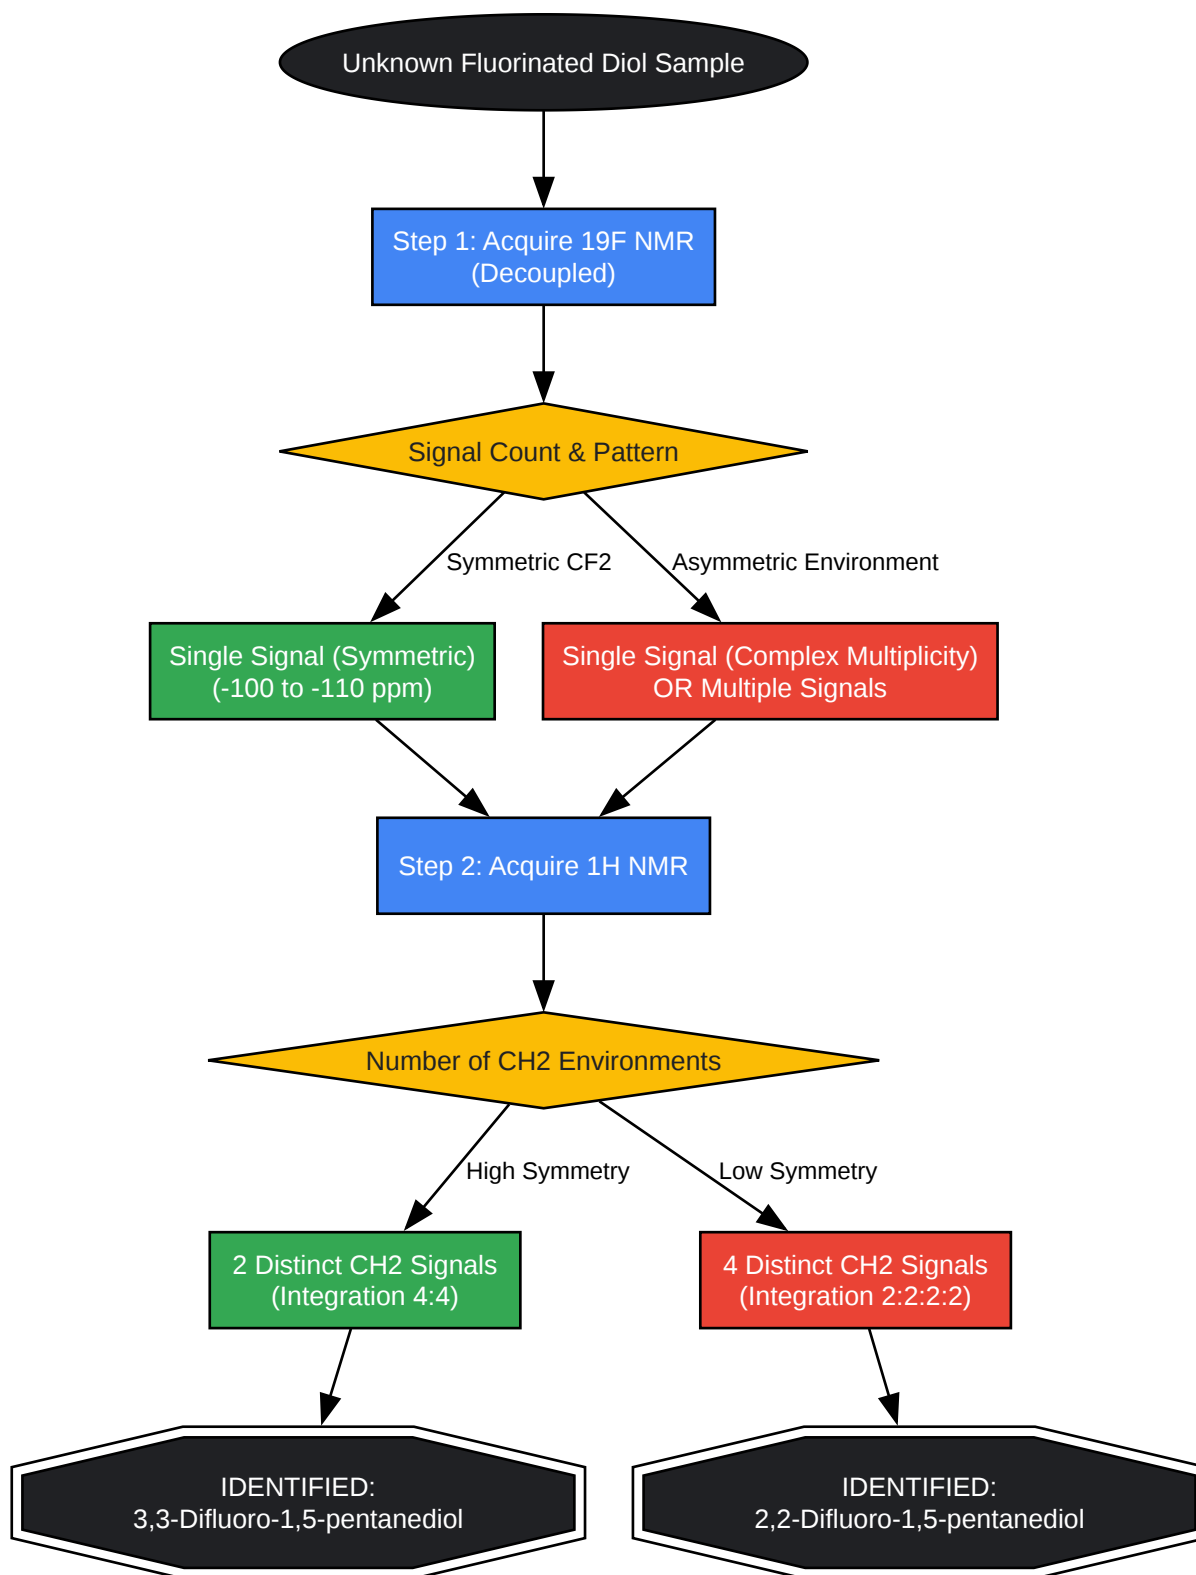 Unknown Fluorinated Diol Sample
Step 1: Acquire 19F NMR
(Decoupled)
Signal Count & Pattern
Symmetric CF2
Asymmetric Environment
Single Signal (Symmetric)
(-100 to -110 ppm)
Single Signal (Complex Multiplicity)
OR Multiple Signals
Step 2: Acquire 1H NMR
Number of CH2 Environments
High Symmetry
Low Symmetry
2 Distinct CH2 Signals
(Integration 4:4)
4 Distinct CH2 Signals
(Integration 2:2:2:2)
IDENTIFIED:
3,3-Difluoro-1,5-pentanediol
IDENTIFIED:
2,2-Difluoro-1,5-pentanediol